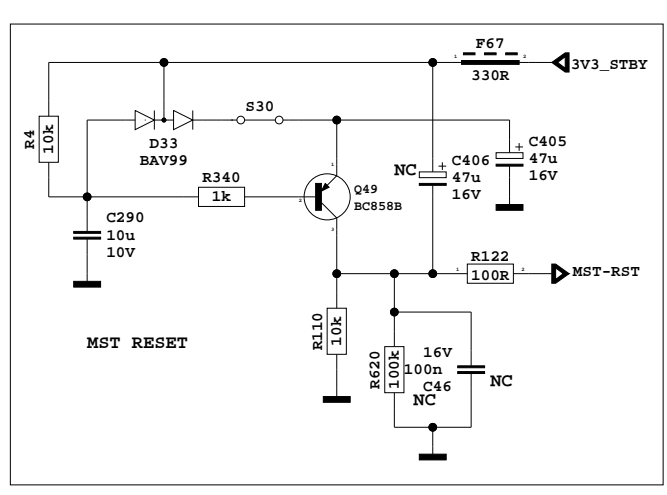 F67
1 2
3V3_STBY
330R
S30
R4
10k
D33
BAV99
C405
+
47u
16V
NC
C406
+
47u
16V
R340
1k
1
2
3
Q49
BC858B
C290
10u
10V
R122
1 2
100R
MST-RST
MST RESET
R110
10k
R620
100k
16V
100n
C46
NC
NC